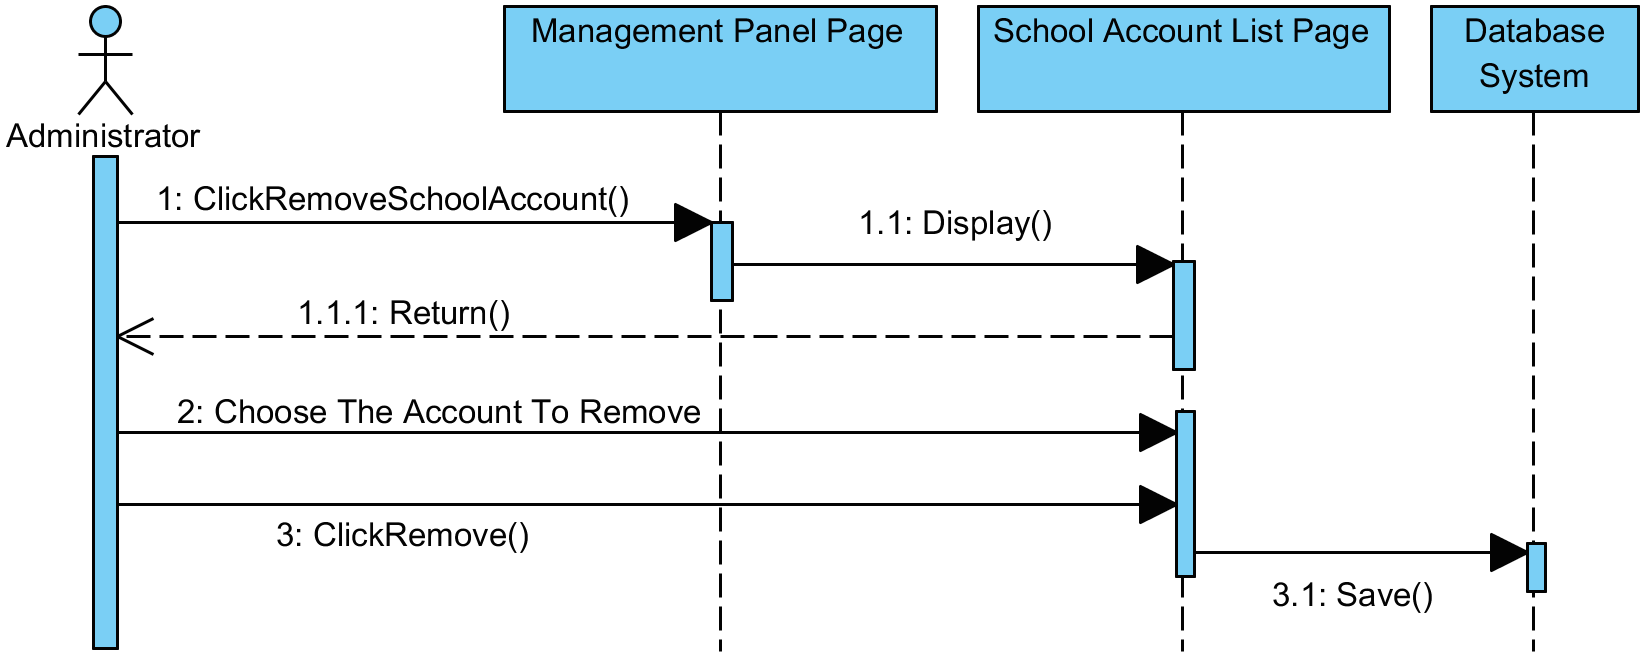 Management Panel Page
School Account List Page
Database
System
Administrator
1: ClickRemoveSchoolAccount()
1.1: Display()
1.1.1: Return()
2: Choose The Account To Remove
3: ClickRemove()
3.1: Save()